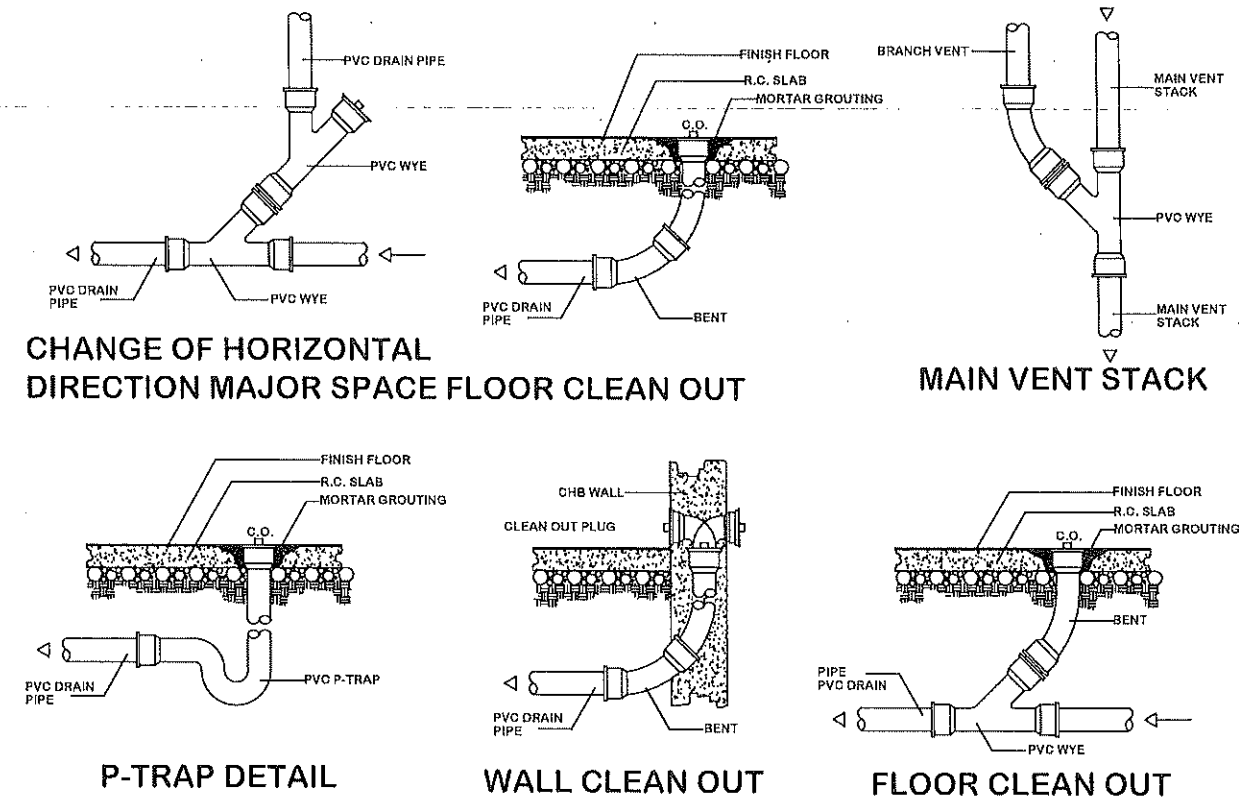 PVC DRAIN PIPE
PVC WYE
PVC DRAIN
PIPE
PVC WYE
FINISH FLOOR
R.C. SLAB
MORTAR GROUTING
C.O.
PVC DRAIN
PIPE
BENT
CHANGE OF HORIZONTAL
DIRECTION MAJOR SPACE FLOOR CLEAN OUT
BRANCH VENT
MAIN VENT
STACK
PVC WYE
MAIN VENT
STACK
MAIN VENT STACK
FINISH FLOOR
R.C. SLAB
MORTAR GROUTING
C.O.
PVC DRAIN
PIPE
PVC P-TRAP
P-TRAP DETAIL
CHB WALL
CLEAN OUT PLUG
PVC DRAIN
PIPE
BENT
WALL CLEAN OUT
FINISH FLOOR
R.C. SLAB
MORTAR GROUTING
C.O.
BENT
PIPE
PVC DRAIN
PVC WYE
FLOOR CLEAN OUT